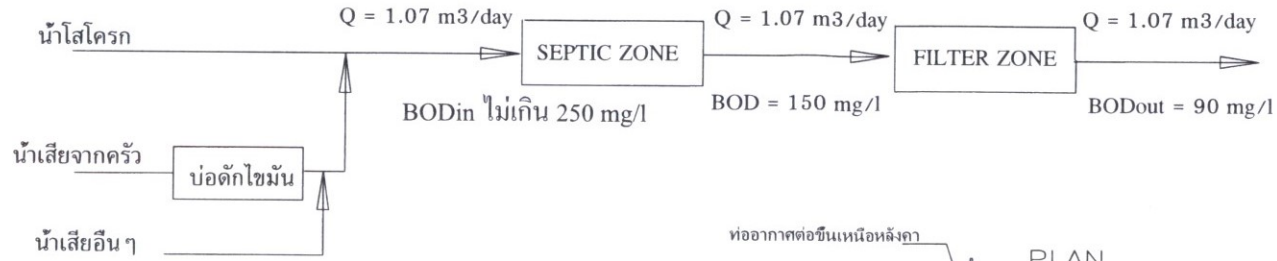 Q = 1.07 m3/day
Q = 1.07 m3/day
Q = 1.07 m3/day
น้ำโสโครก
SEPTIC ZONE
FILTER ZONE
BODin ไม่เกิน 250 mg/l
BOD = 150 mg/l
BODout = 90 mg/l
น้ำเสียจากครัว
บ่อดักไขมัน
น้ำเสียอื่น ๆ
ท่ออากาศต่อขึ้นเหนือหลังคา
PLAN